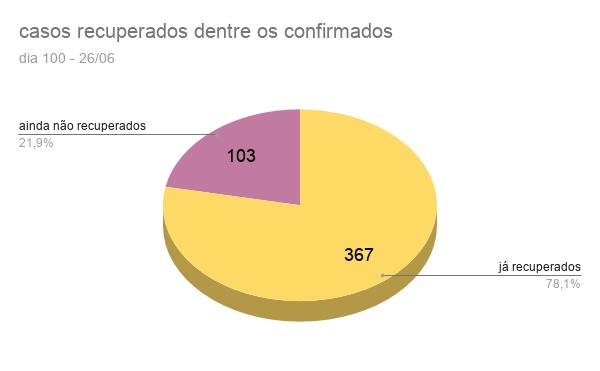 casos recuperados dentre os confirmados
dia 100 - 26/06
ainda não recuperados
21,9%
103
367
já recuperados
78,1%